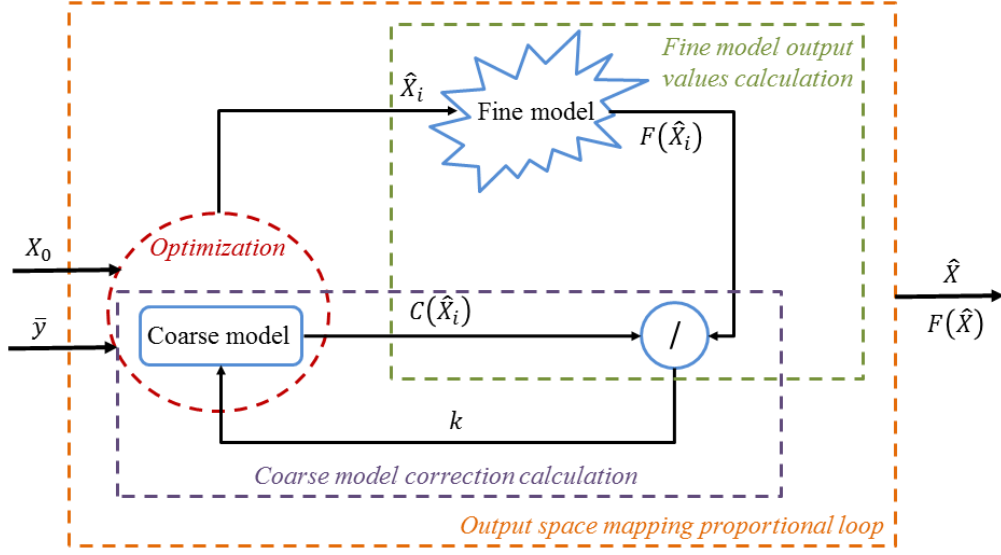 Fine model output
values calculation
X̂ᵢ
Fine model
F(X̂ᵢ)
X₀
Optimization
X̂
ȳ
C(X̂ᵢ)
F(X̂)
Coarse model
/
k
Coarse model correction calculation
Output space mapping proportional loop